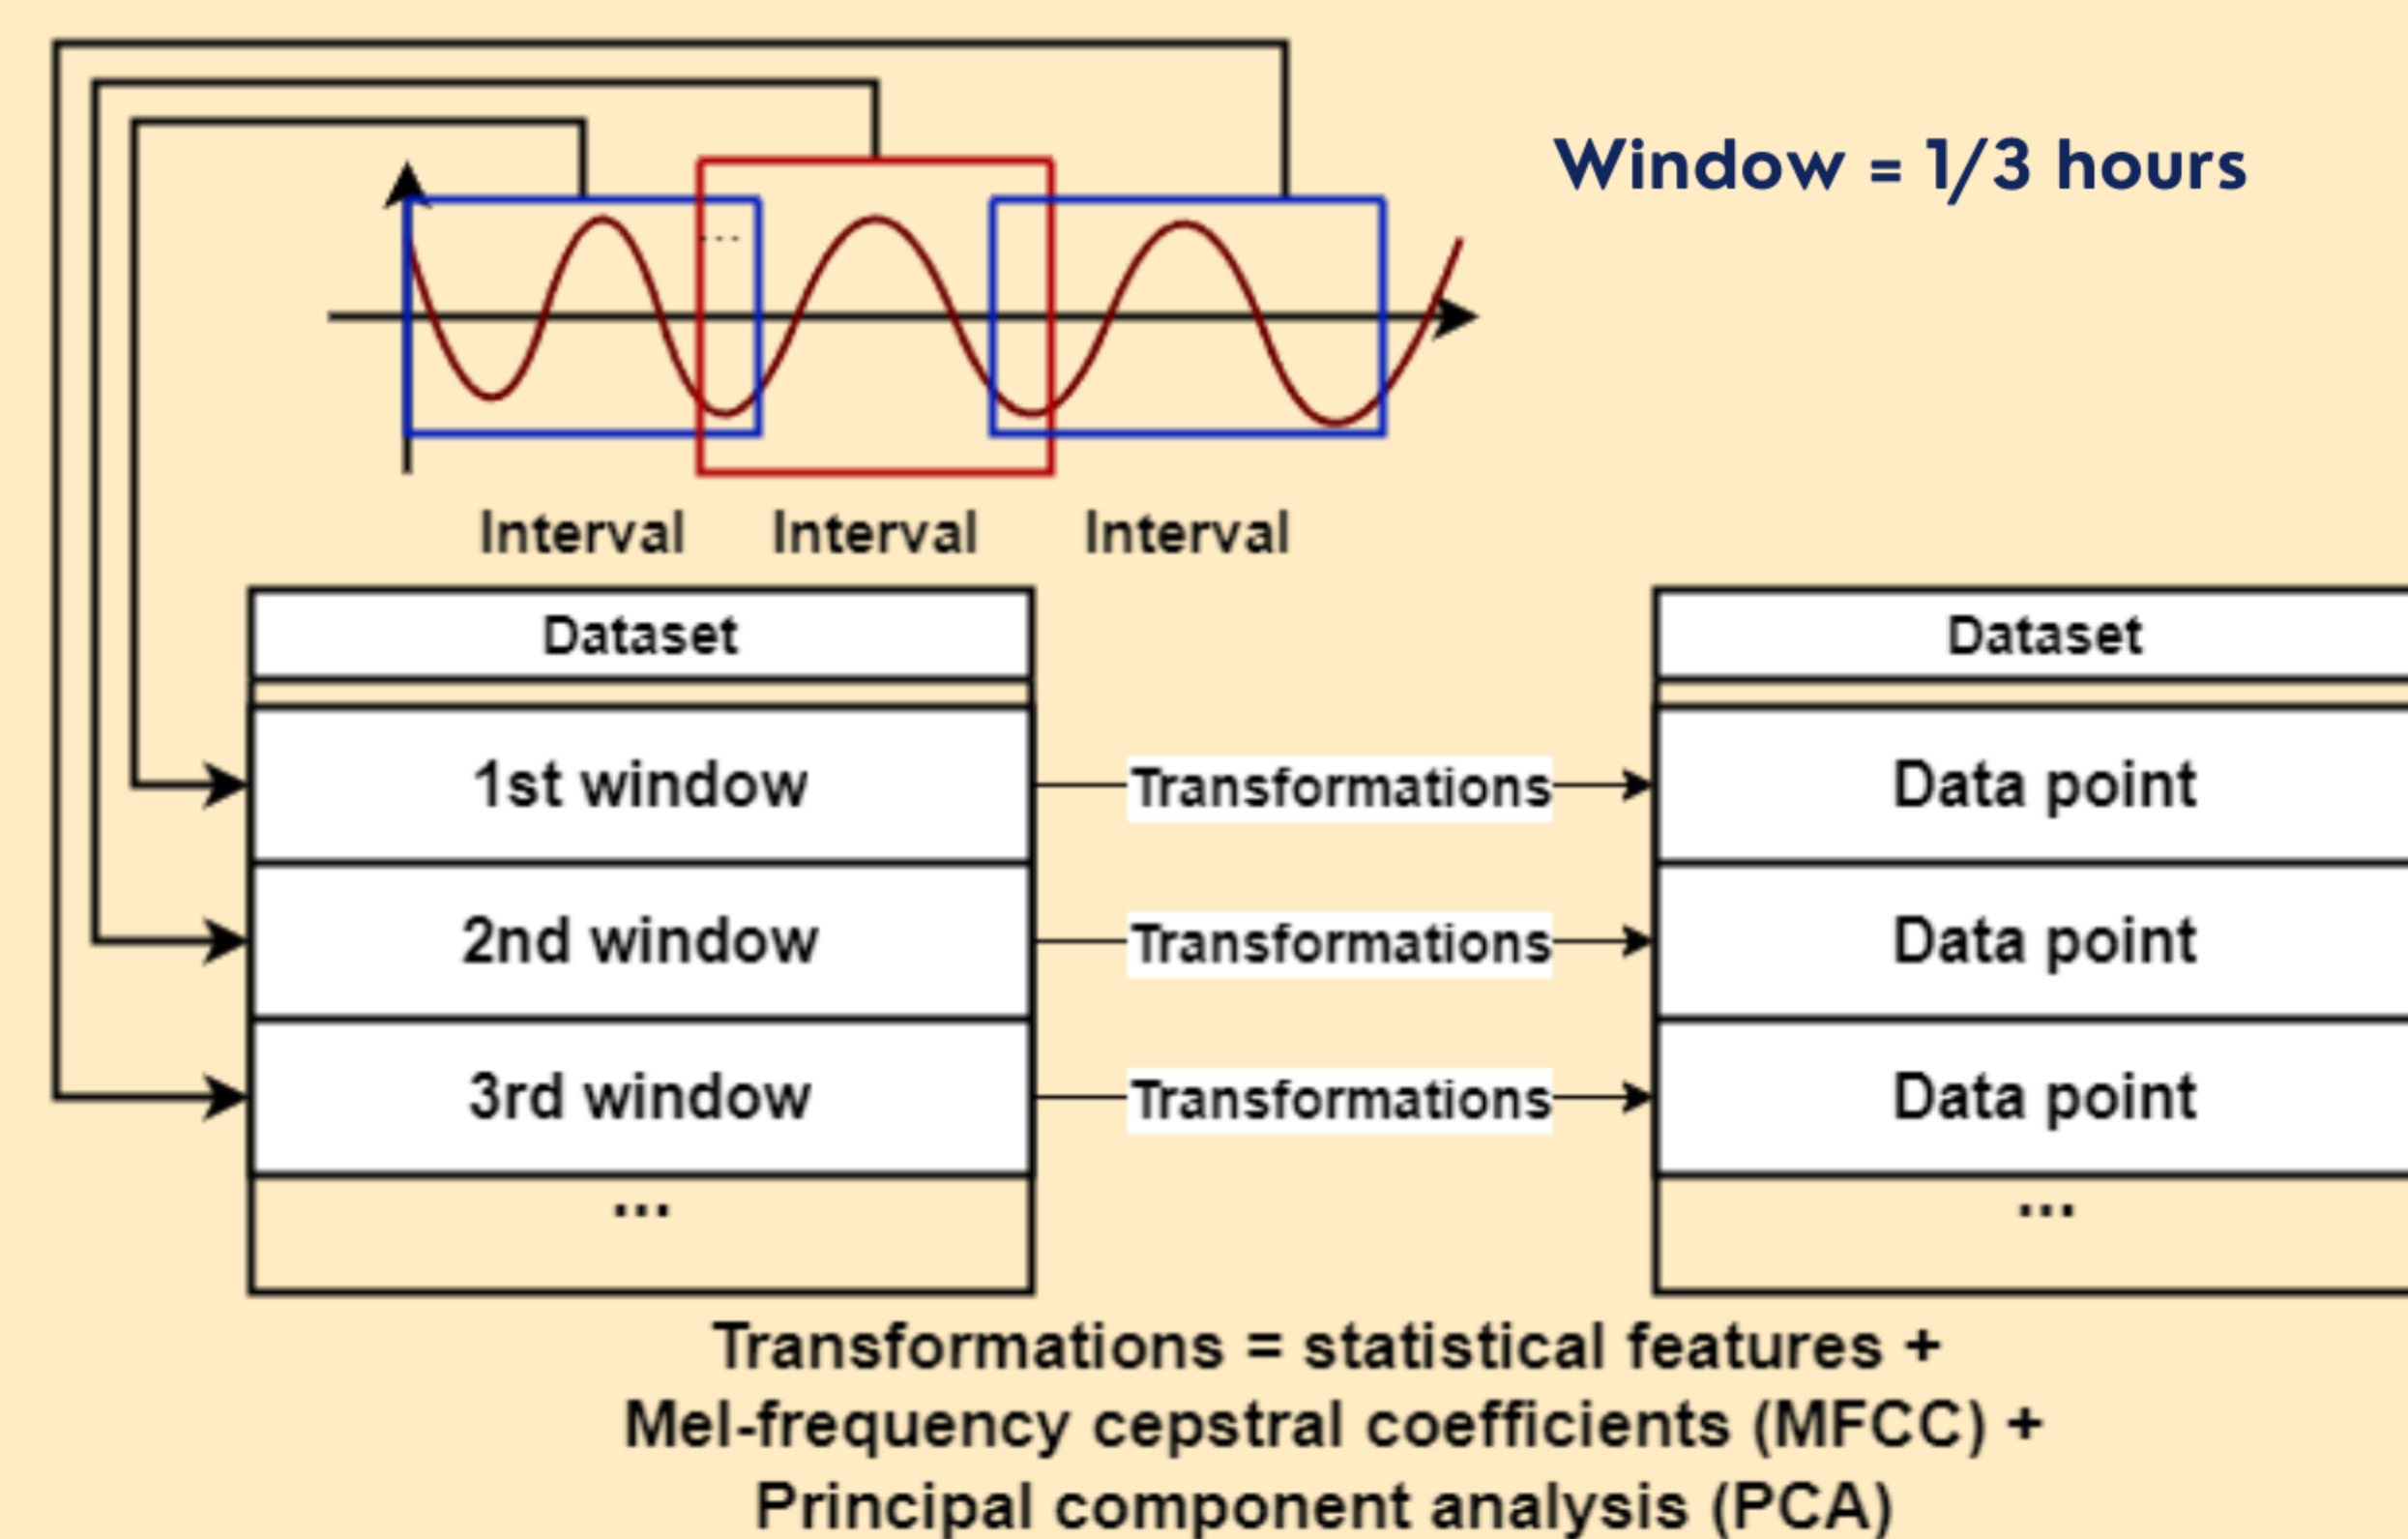 Window = 1/3 hours
...
Interval Interval Interval
Dataset Dataset
1st window Transformations Data point
2nd window Transformations Data point
3rd window Transformations Data point
... ...
Transformations = statistical features +
Mel-frequency cepstral coefficients (MFCC) +
Principal component analysis (PCA)